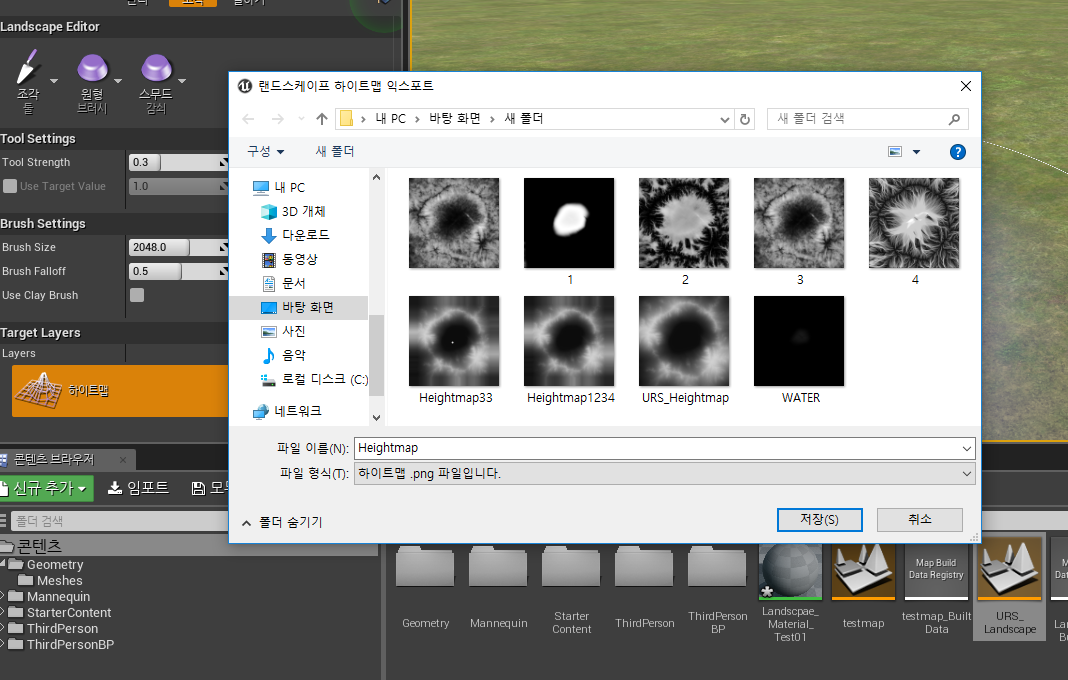 Landscape Editor
조각
툴
원형
브러시
스무드
감쇠
Tool Settings
Tool Strength
0.3
Use Target Value
1.0
Brush Settings
Brush Size
2048.0
Brush Falloff
0.5
Use Clay Brush
Target Layers
Layers
하이트맵
랜드스케이프 하이트맵 익스포트
내 PC
바탕 화면
새 폴더
새 폴더 검색
구성
새 폴더
내 PC
3D 개체
다운로드
동영상
문서
바탕 화면
사진
음악
로컬 디스크 (C:)
네트워크
1
2
3
4
Heightmap33
Heightmap1234
URS_Heightmap
WATER
파일 이름(N):
Heightmap
파일 형식(T):
하이트맵 .png 파일입니다.
폴더 숨기기
저장(S)
취소
콘텐츠 브라우저
신규 추가
임포트
폴더 검색
콘텐츠
Geometry
Meshes
Mannequin
StarterContent
ThirdPerson
ThirdPersonBP
Geometry
Mannequin
Starter
Content
ThirdPerson
ThirdPerson
BP
Landscpae_
Material_
Test01
testmap
Map Build
Data Registry
testmap_Built
Data
URS_
Landscape